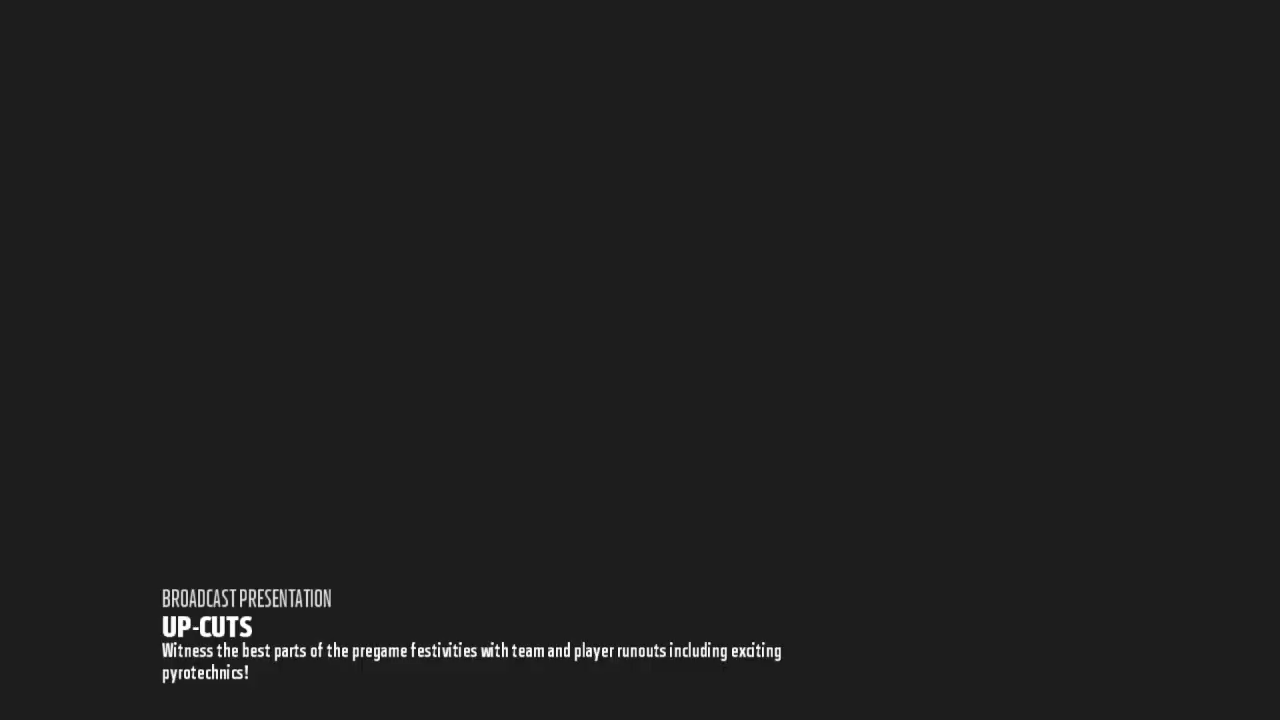 BROADCAST PRESENTATION
UP-CUTS
Witness the best parts of the pregame festivities with team and player runouts including exciting
pyrotechnics!